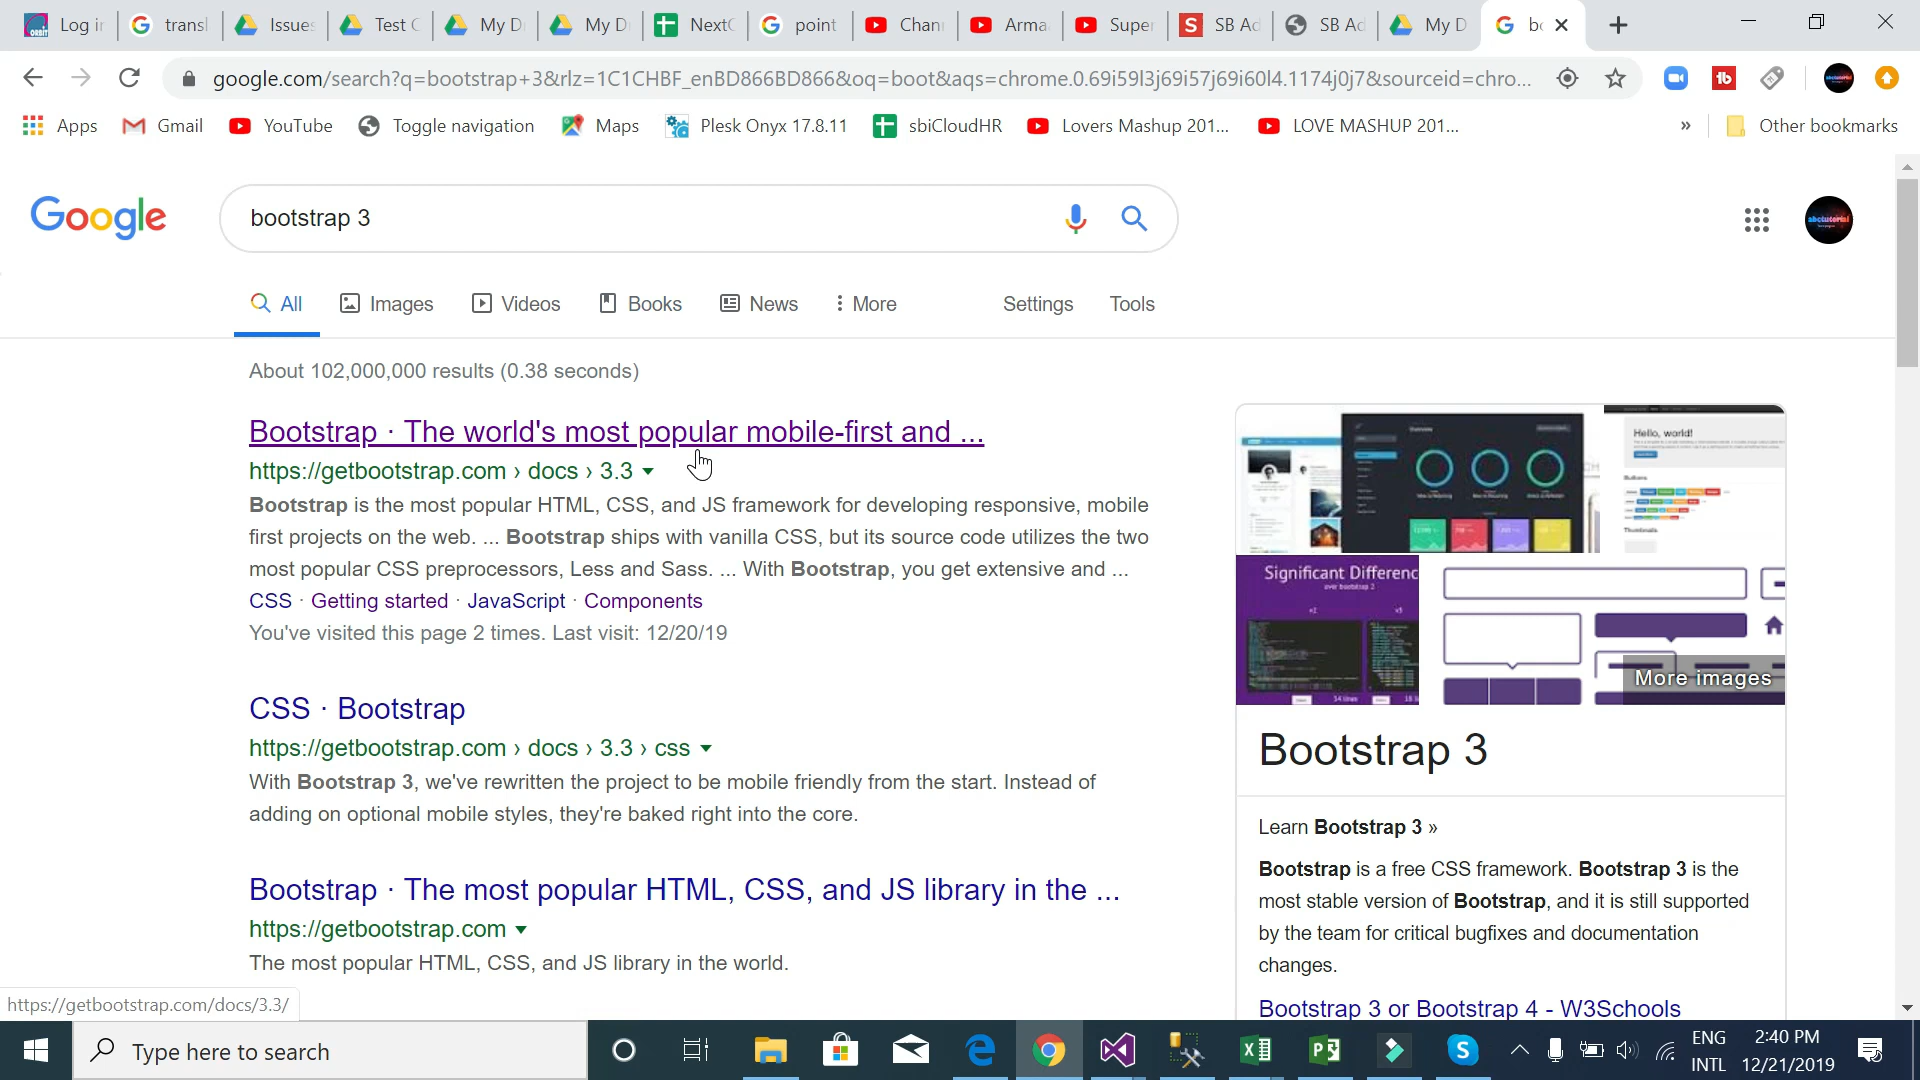 Log in
transl
Issues
Test C
My D
My D
Next
point
Chan
Arma
Super
SB Ad
SB Ad
My D
google.com/search?q=bootstrap+3&rlz=1C1CHBF_enBD866BD866&oq=boot&aqs=chrome.0.69i59l3j69i57j69i60l4.1174j0j7&sourceid=chro...
Apps
Gmail
YouTube
Toggle navigation
Maps
Plesk Onyx 17.8.11
sbiCloudHR
Lovers Mashup 201...
LOVE MASHUP 201...
»
Other bookmarks
Google
bootstrap 3
All
Images
Videos
Books
News
More
Settings
Tools
About 102,000,000 results (0.38 seconds)
Bootstrap · The world's most popular mobile-first and ...
https://getbootstrap.com › docs › 3.3
Bootstrap is the most popular HTML, CSS, and JS framework for developing responsive, mobile
first projects on the web. ... Bootstrap ships with vanilla CSS, but its source code utilizes the two
most popular CSS preprocessors, Less and Sass. ... With Bootstrap, you get extensive and ...
CSS · Getting started · JavaScript · Components
You've visited this page 2 times. Last visit: 12/20/19
CSS · Bootstrap
https://getbootstrap.com › docs › 3.3 › css
With Bootstrap 3, we've rewritten the project to be mobile friendly from the start. Instead of
adding on optional mobile styles, they're baked right into the core.
Bootstrap · The most popular HTML, CSS, and JS library in the ...
https://getbootstrap.com
The most popular HTML, CSS, and JS library in the world.
Hello, world!
Significant Differenc
over bootstrap 2
More images
Bootstrap 3
Learn Bootstrap 3 »
Bootstrap is a free CSS framework. Bootstrap 3 is the
most stable version of Bootstrap, and it is still supported
by the team for critical bugfixes and documentation
changes.
Bootstrap 3 or Bootstrap 4 - W3Schools
https://getbootstrap.com/docs/3.3/
Type here to search
ENG
INTL
2:40 PM
12/21/2019